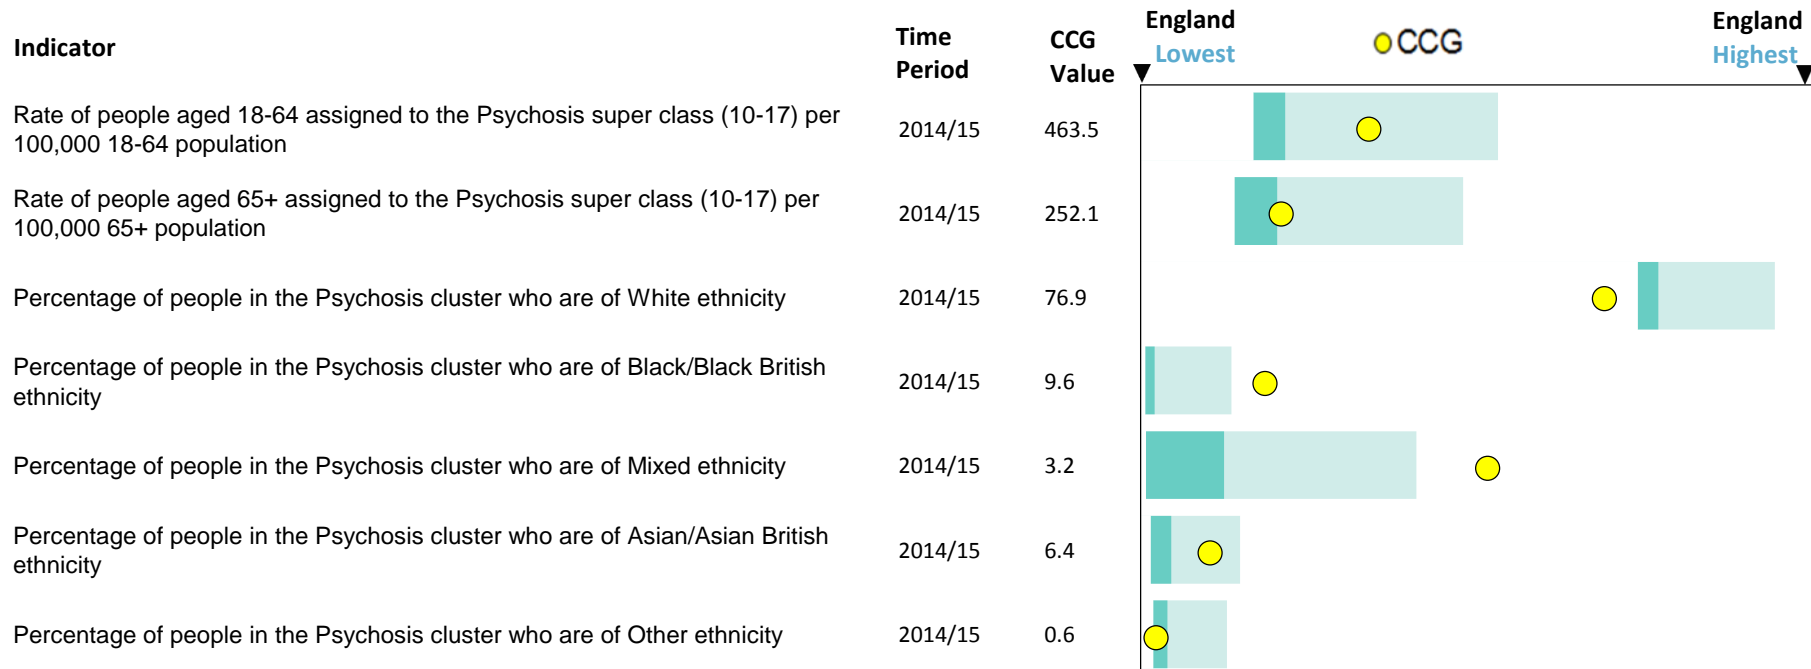 Indicator
Time Period
CCG Value
England Lowest
CCG
England Highest
Rate of people aged 18-64 assigned to the Psychosis super class (10-17) per
100,000 18-64 population
2014/15
463.5
Rate of people aged 65+ assigned to the Psychosis super class (10-17) per
100,000 65+ population
2014/15
252.1
Percentage of people in the Psychosis cluster who are of White ethnicity
2014/15
76.9
Percentage of people in the Psychosis cluster who are of Black/Black British
ethnicity
2014/15
9.6
Percentage of people in the Psychosis cluster who are of Mixed ethnicity
2014/15
3.2
Percentage of people in the Psychosis cluster who are of Asian/Asian British
ethnicity
2014/15
6.4
Percentage of people in the Psychosis cluster who are of Other ethnicity
2014/15
0.6